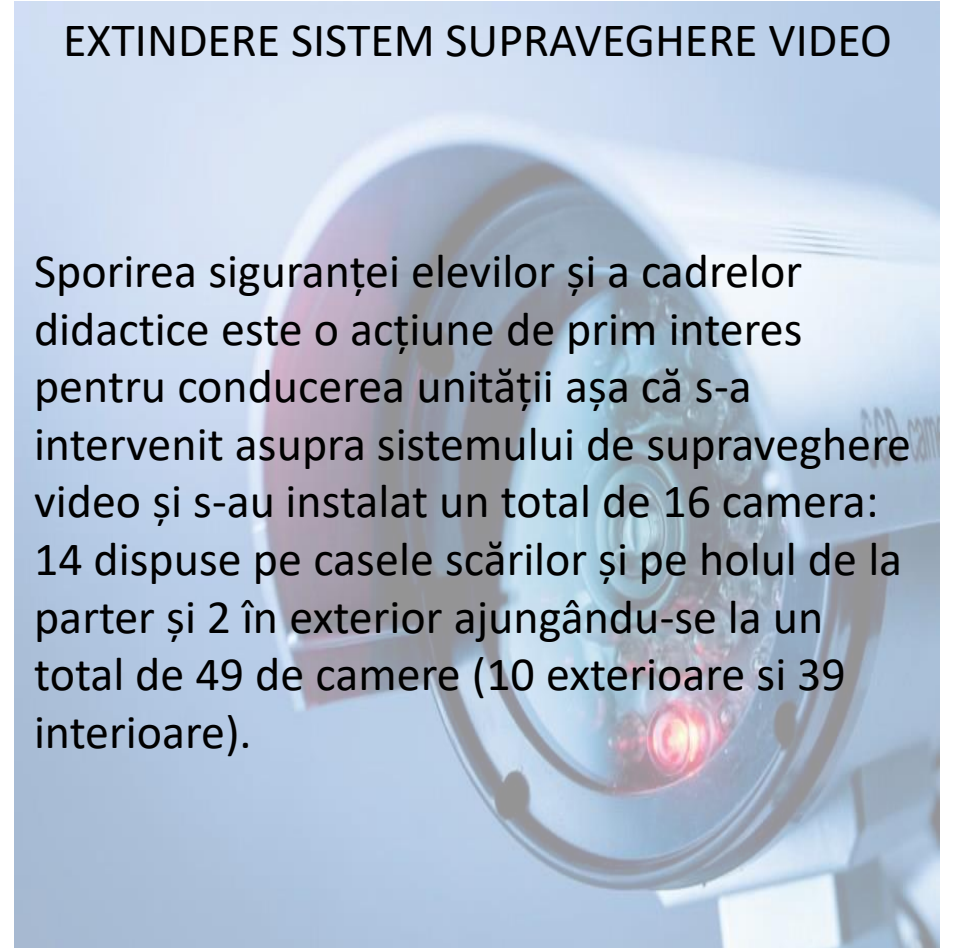 EXTINDERE SISTEM SUPRAVEGHERE VIDEO
Sporirea siguranței elevilor și a cadrelor
didactice este o acțiune de prim interes
pentru conducerea unității așa că s-a
intervenit asupra sistemului de supraveghere
video și s-au instalat un total de 16 camera:
14 dispuse pe casele scărilor și pe holul de la
parter și 2 în exterior ajungându-se la un
total de 49 de camere (10 exterioare si 39
interioare).
CCD